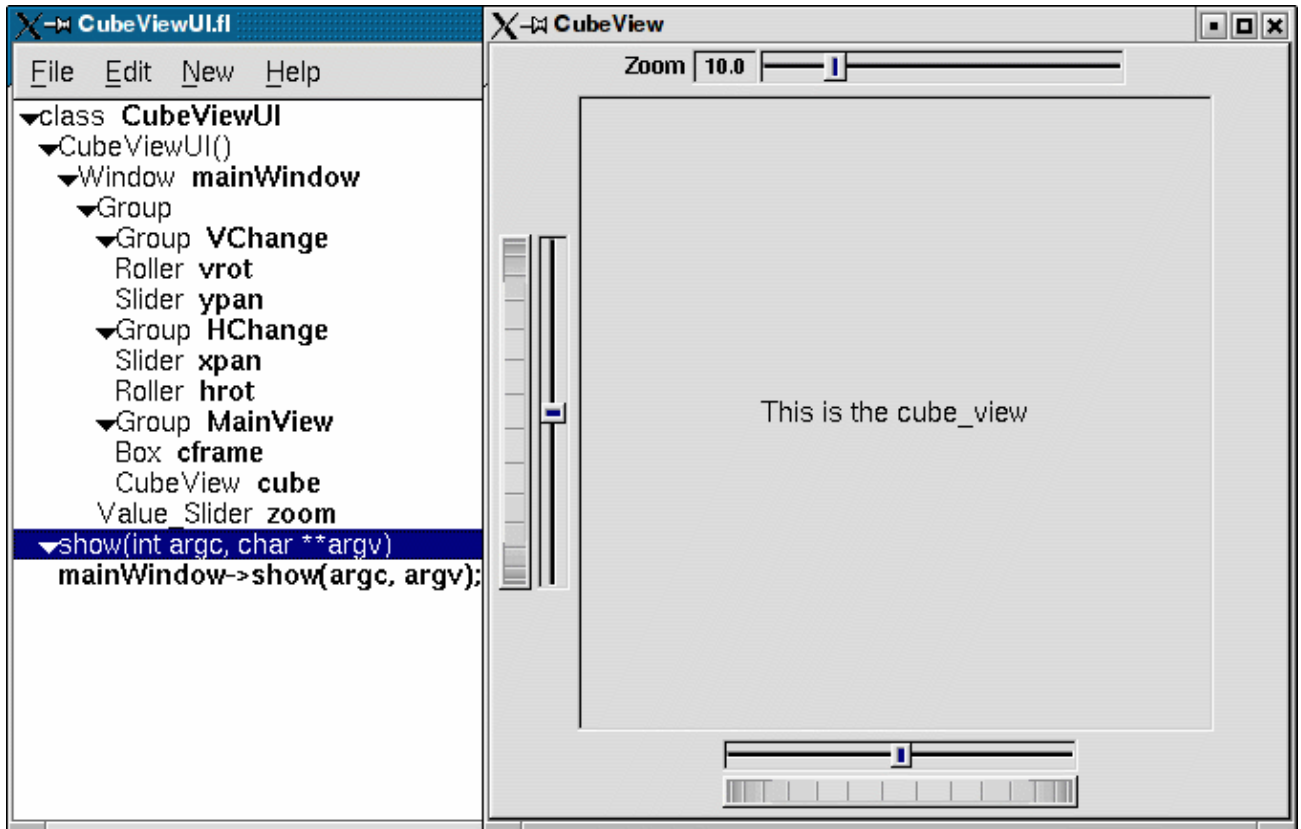 CubeViewUI.fl
File Edit New Help
class CubeViewUI
CubeViewUI()
Window mainWindow
Group
Group VChange
Roller vrot
Slider ypan
Group HChange
Slider xpan
Roller hrot
Group MainView
Box cframe
CubeView cube
Value_Slider zoom
show(int argc, char **argv)
mainWindow->show(argc, argv);
CubeView
Zoom 10.0
This is the cube_view